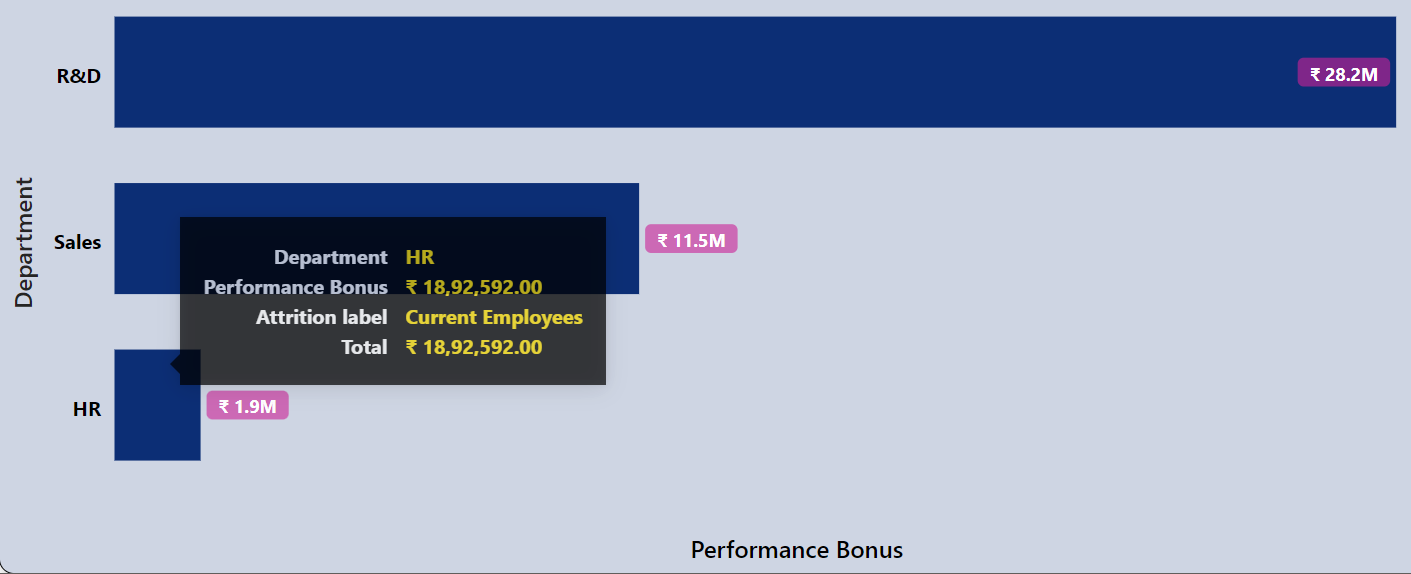 R&D
₹ 28.2M
Department
Sales
₹ 11.5M
Department HR
Performance Bonus ₹ 18,92,592.00
Attrition label Current Employees
Total ₹ 18,92,592.00
HR
₹ 1.9M
Performance Bonus